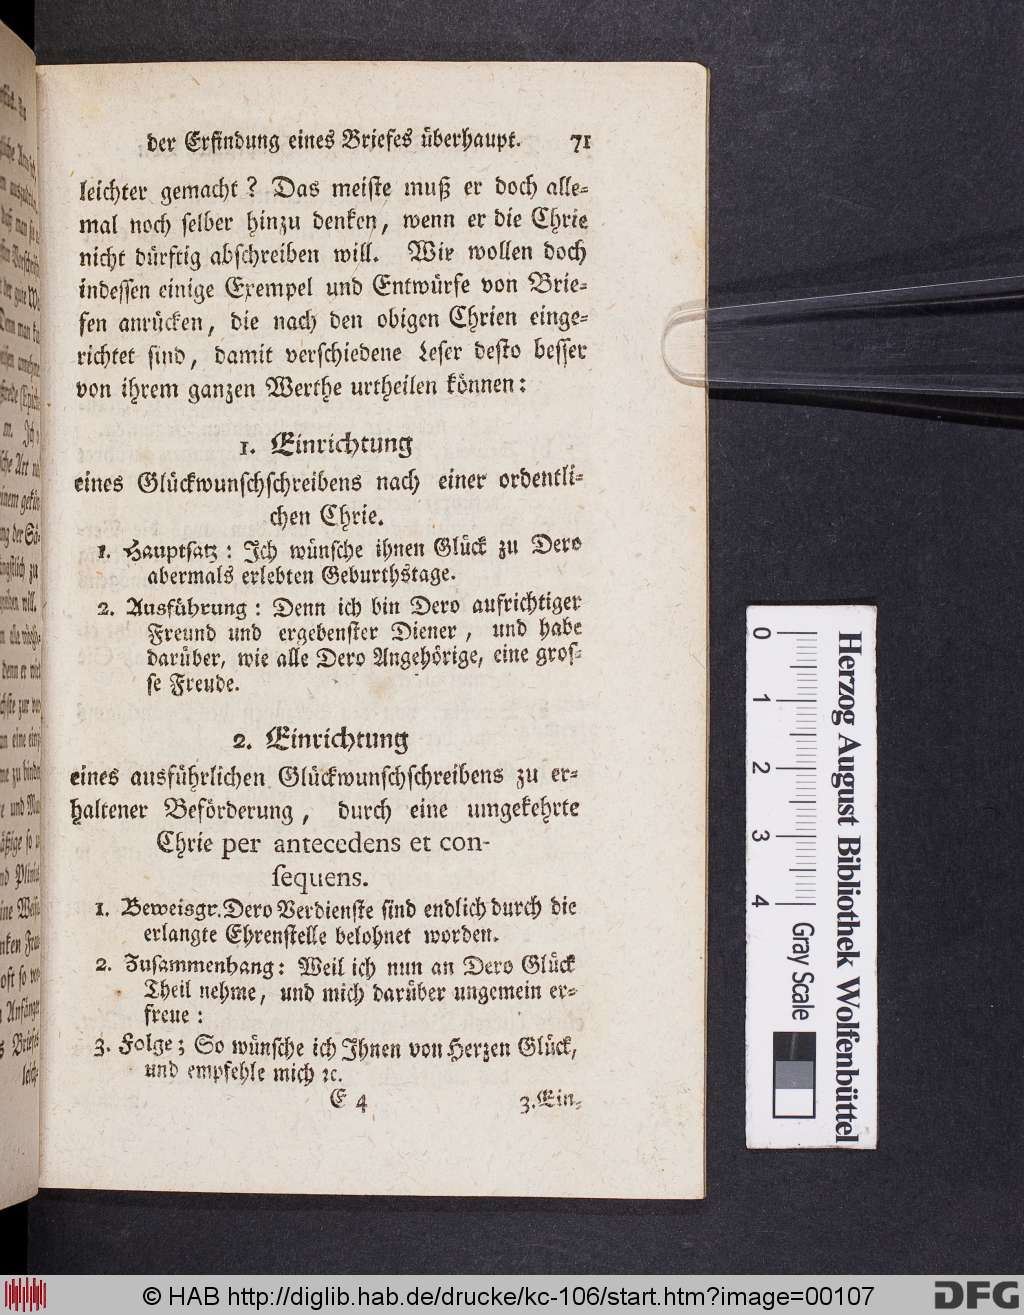 der Erfindung eines Briefes überhaupt. 71
leichter gemacht? Das meiste muß er doch alle-
mal noch selber hinzu denken, wenn er die Chrie
nicht dürftig abschreiben will. Wir wollen doch
indessen einige Exempel und Entwürfe von Brie-
fen anrücken, die nach den obigen Chrien einge-
richtet sind, damit verschiedene Leser desto besser
von ihrem ganzen Werthe urtheilen können:
1. Einrichtung
eines Glückwunschschreibens nach einer ordentli-
chen Chrie.
1. Hauptsatz: Ich wünsche ihnen Glück zu Dero
abermals erlebten Geburthstage.
2. Ausführung: Denn ich bin Dero aufrichtiger
Freund und ergebenster Diener, und habe
darüber, wie alle Dero Angehörige, eine gros-
se Freude.
2. Einrichtung
eines ausführlichen Glückwunschschreibens zu er-
haltener Beförderung, durch eine umgekehrte
Chrie per antecedens et con-
sequens.
1. Beweisgr. Dero Verdienste sind endlich durch die
erlangte Ehrenstelle belohnet worden.
2. Zusammenhang: Weil ich nun an Dero Glück
Theil nehme, und mich darüber ungemein er-
freue:
3. Folge; So wünsche ich Ihnen von Herzen Glück,
und empfehle mich ꝛc.
E 4 3. Ein-
Herzog August Bibliothek Wolfenbüttel
0 1 2 3 4 Gray Scale
© HAB http://diglib.hab.de/drucke/kc-106/start.htm?image=00107
DFG